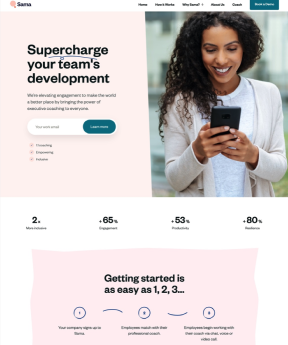 Sama
Home
How It Works
Why Sama?
About Us
Coach
Book a Demo
Supercharge
your team's
development
We're elevating engagement to make the world
a better place by bringing the power of
executive coaching to everyone.
Your work email
Learn more
Empowering
Inclusive
2x
+65%
+53%
+80%
More Inclusive
Engagement
Productivity
Resilience
Getting started is
as easy as 1, 2, 3...
1
2
3
Your company signs up to
Sama.
Employees match with their
professional coach.
Employees begin working with
their coach via chat, voice or
video call.